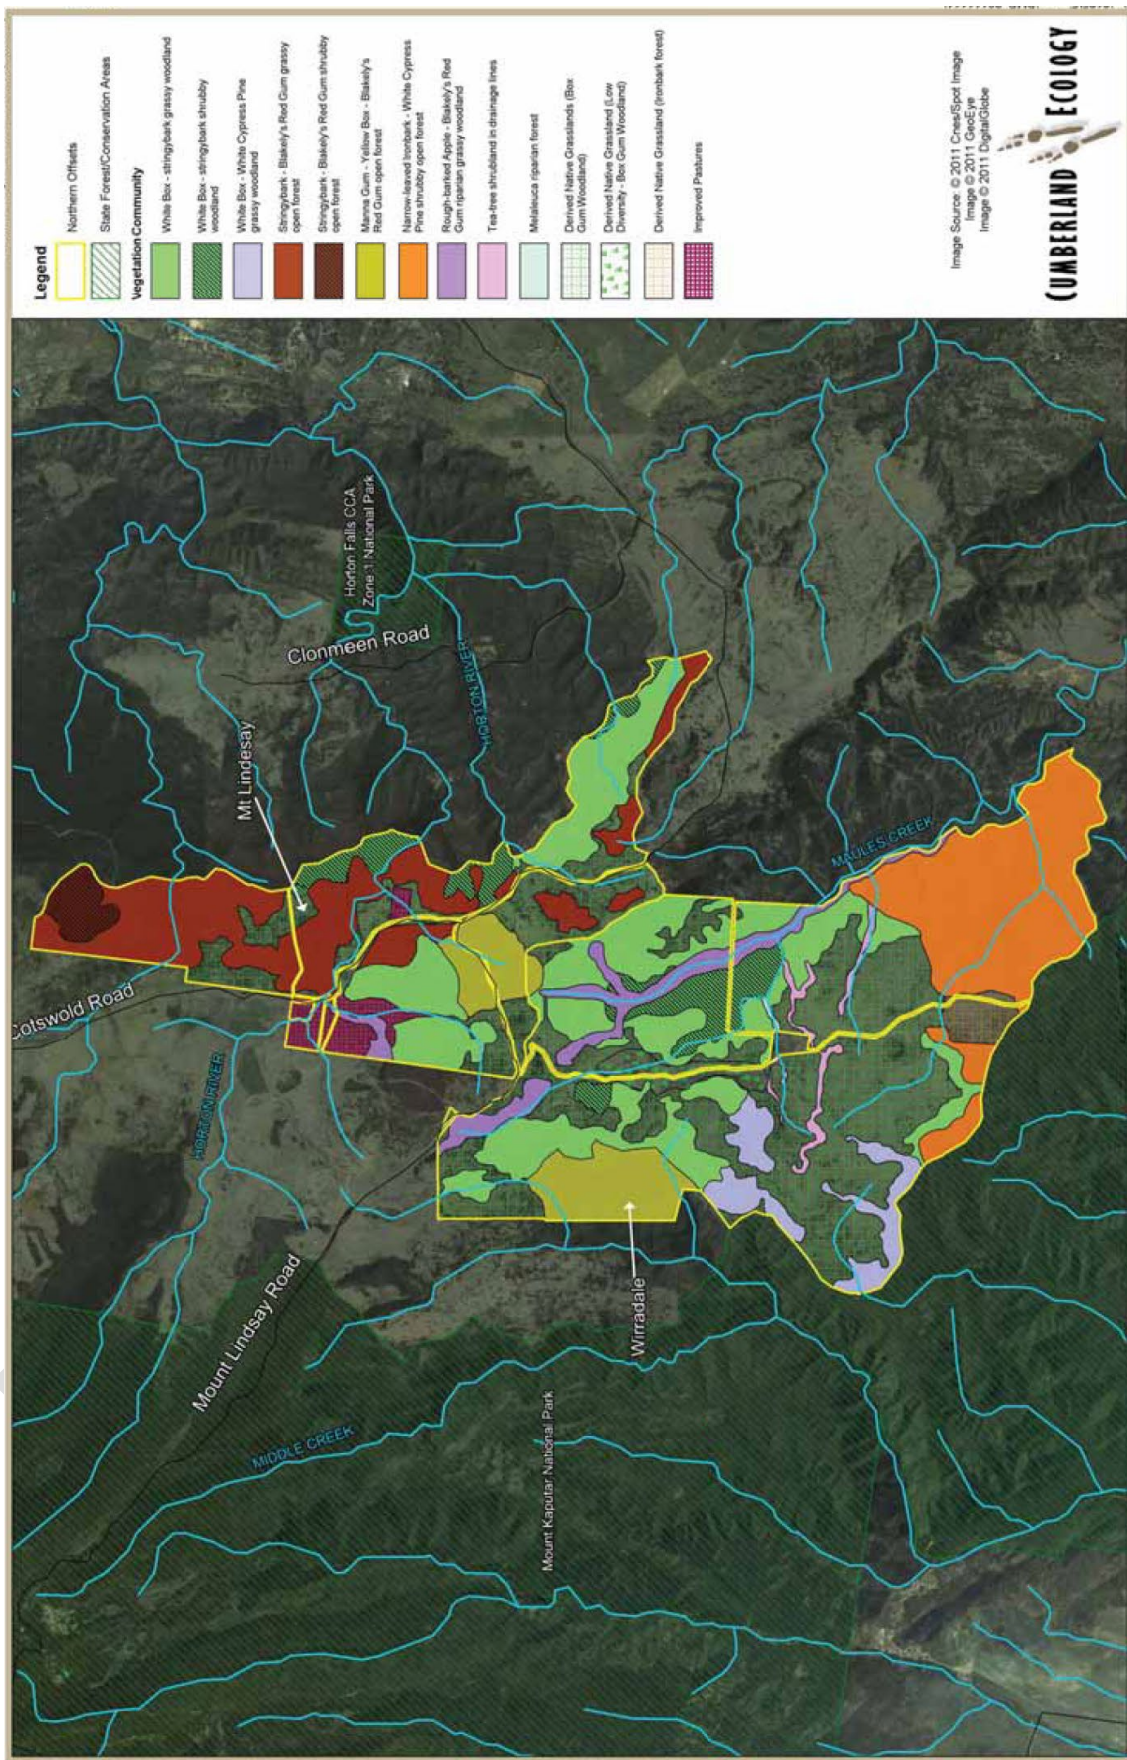 Legend
Northern Offsets
State Forest/Conservation Areas
Vegetation Community
White Box - stringybark grassy woodland
White Box - stringybark shrubby
woodland
White Box - White Cypress Pine
grassy woodland
Stringybark - Blakely's Red Gum grassy
open forest
Stringybark - Blakely's Red Gum shrubby
open forest
Manna Gum - Yellow Box - Blakely's
Red Gum open forest
Narrow-leaved Ironbark - White Cypress
Pine shrubby open forest
Rough-barked Apple - Blakely's Red
Gum riparian grassy woodland
Tea-tree shrubland in drainage lines
Melaleuca riparian forest
Derived Native Grasslands (Box
Gum Woodland)
Derived Native Grassland (Low
Diversity - Box Gum Woodland)
Derived Native Grassland (Ironbark forest)
Improved Pastures
Image Source: © 2011 Cnes/Spot Image
Image © 2011 GeoEye
Image © 2011 DigitalGlobe
CUMBERLAND ECOLOGY
Horton Falls CCA
Zone 1 National Park
Clonmeen Road
HORTON RIVER
Mt Lindesay
MAULES CREEK
Cotswold Road
HORTON RIVER
Mount Lindsay Road
Wirradale
MIDDLE CREEK
Mount Kaputar National Park